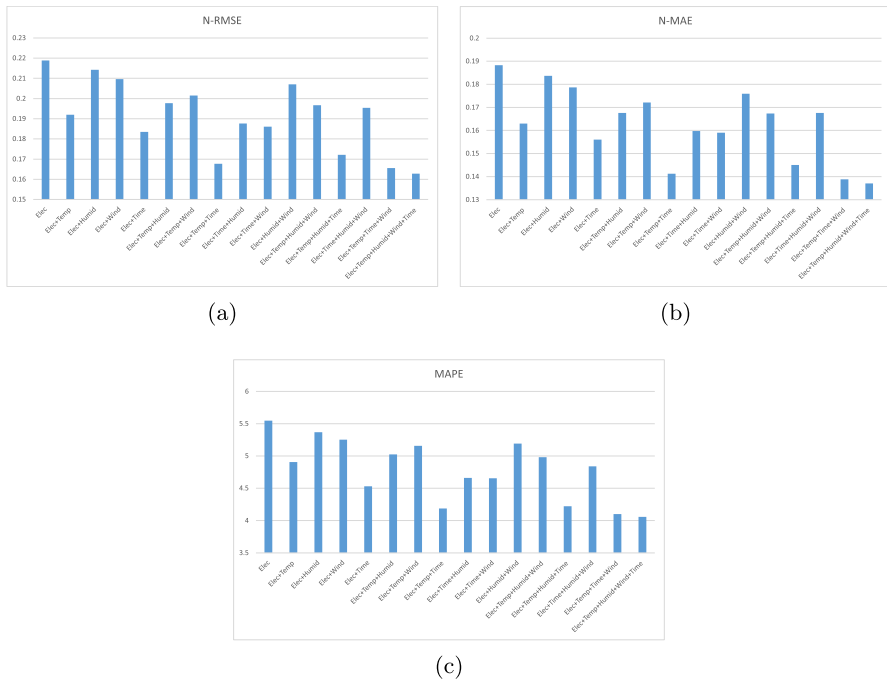 N-RMSE
0.23
0.22
0.21
0.2
0.19
0.18
0.17
0.16
0.15
Elec
Elec+Temp
Elec+Humid
Elec+Wind
Elec+Time
Elec+Temp+Humid
Elec+Temp+Wind
Elec+Temp+Time
Elec+Time+Humid
Elec+Time+Wind
Elec+Humid+Wind
Elec+Temp+Humid+Wind
Elec+Temp+Humid+Time
Elec+Time+Humid+Wind
Elec+Temp+Time+Wind
Elec+Temp+Humid+Wind+Time
(a)
N-MAE
0.2
0.19
0.18
0.17
0.16
0.15
0.14
0.13
Elec
Elec+Temp
Elec+Humid
Elec+Wind
Elec+Time
Elec+Temp+Humid
Elec+Temp+Wind
Elec+Temp+Time
Elec+Time+Humid
Elec+Time+Wind
Elec+Humid+Wind
Elec+Temp+Humid+Wind
Elec+Temp+Humid+Time
Elec+Time+Humid+Wind
Elec+Temp+Time+Wind
Elec+Temp+Humid+Wind+Time
(b)
MAPE
6
5.5
5
4.5
4
3.5
Elec
Elec+Temp
Elec+Humid
Elec+Wind
Elec+Time
Elec+Temp+Humid
Elec+Temp+Wind
Elec+Temp+Time
Elec+Time+Humid
Elec+Time+Wind
Elec+Humid+Wind
Elec+Temp+Humid+Wind
Elec+Temp+Humid+Time
Elec+Time+Humid+Wind
Elec+Temp+Time+Wind
Elec+Temp+Humid+Wind+Time
(c)